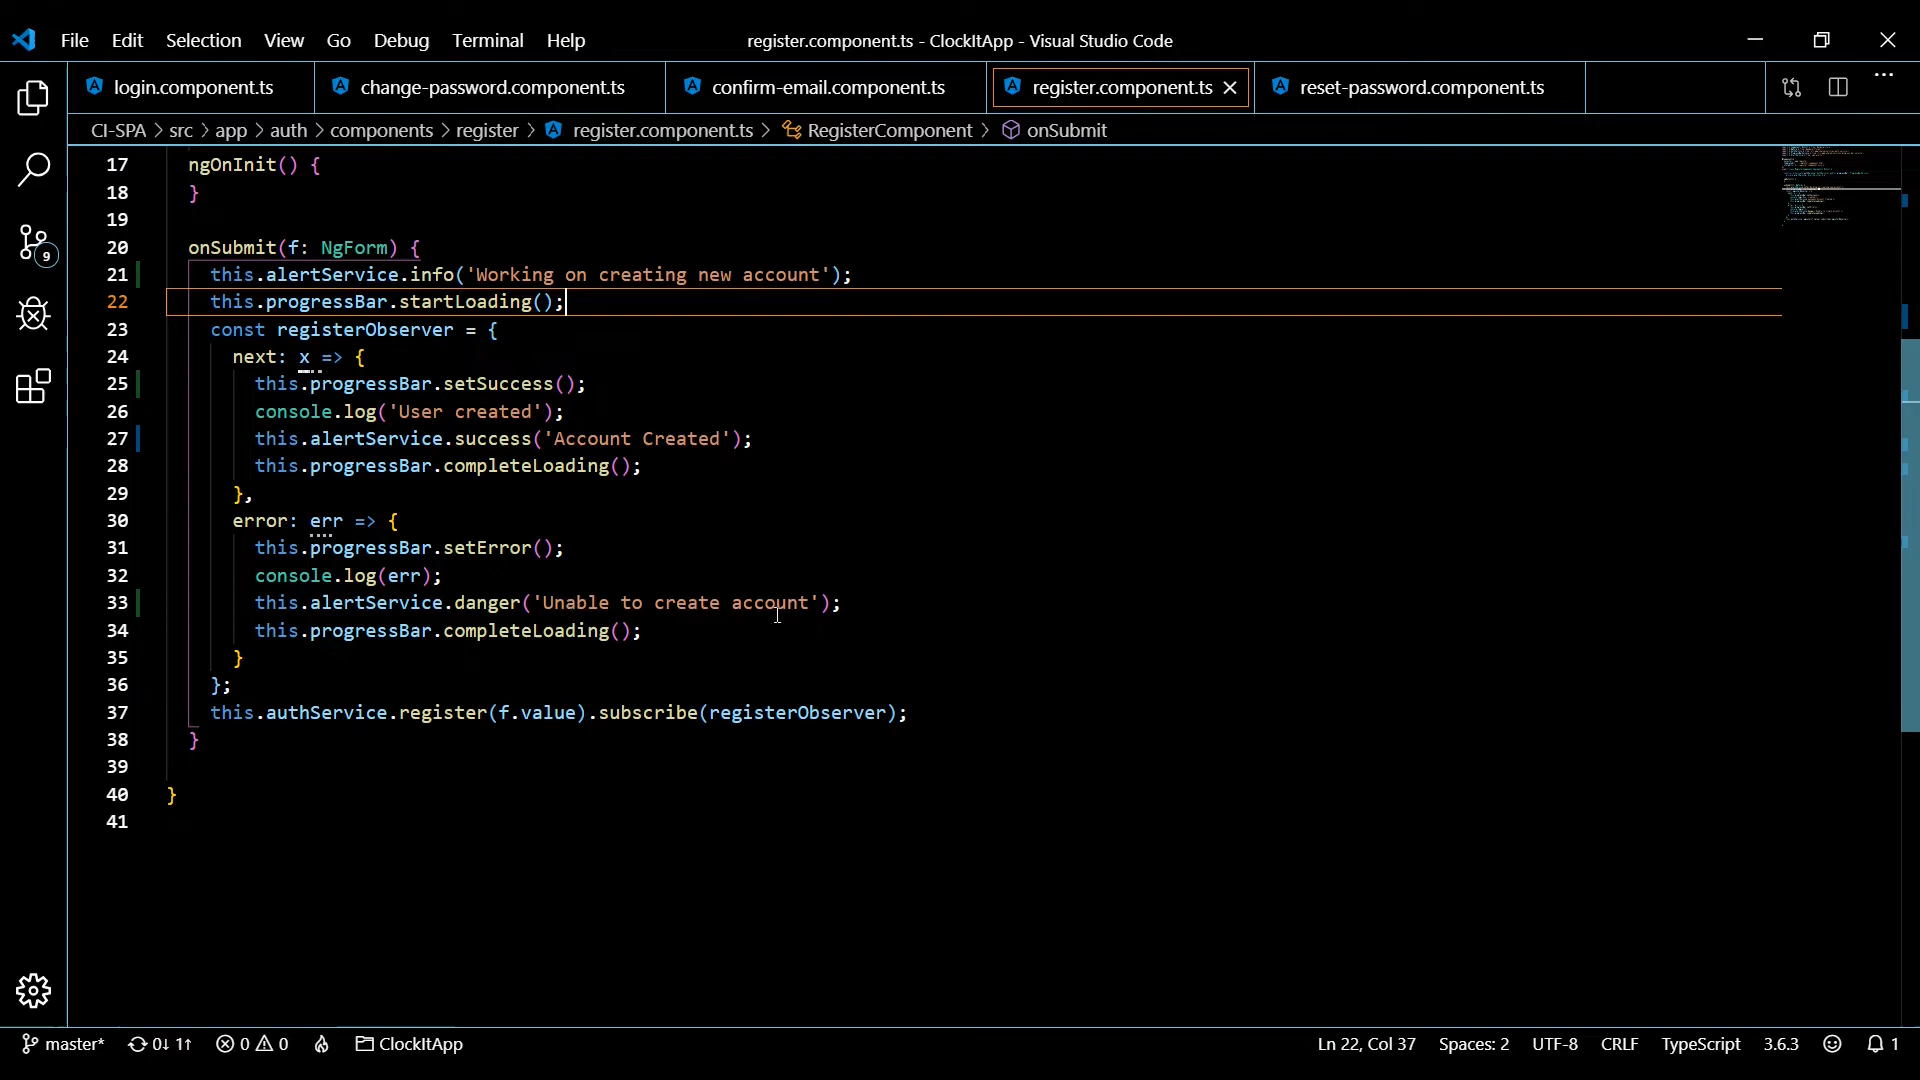 File Edit Selection View Go Debug Terminal Help
register.component.ts - ClockItApp - Visual Studio Code
login.component.ts
change-password.component.ts
confirm-email.component.ts
register.component.ts
reset-password.component.ts
CI-SPA > src > app > auth > components > register > register.component.ts > RegisterComponent > onSubmit
17 ngOnInit() {
18 }
19
20 onSubmit(f: NgForm) {
21 this.alertService.info('Working on creating new account');
22 this.progressBar.startLoading();
23 const registerObserver = {
24 next: x => {
25 this.progressBar.setSuccess();
26 console.log('User created');
27 this.alertService.success('Account Created');
28 this.progressBar.completeLoading();
29 },
30 error: err => {
31 this.progressBar.setError();
32 console.log(err);
33 this.alertService.danger('Unable to create account');
34 this.progressBar.completeLoading();
35 }
36 };
37 this.authService.register(f.value).subscribe(registerObserver);
38 }
39
40 }
41
9
master* 0↓ 1↑ 0 0 ClockItApp
Ln 22, Col 37 Spaces: 2 UTF-8 CRLF TypeScript 3.6.3 1